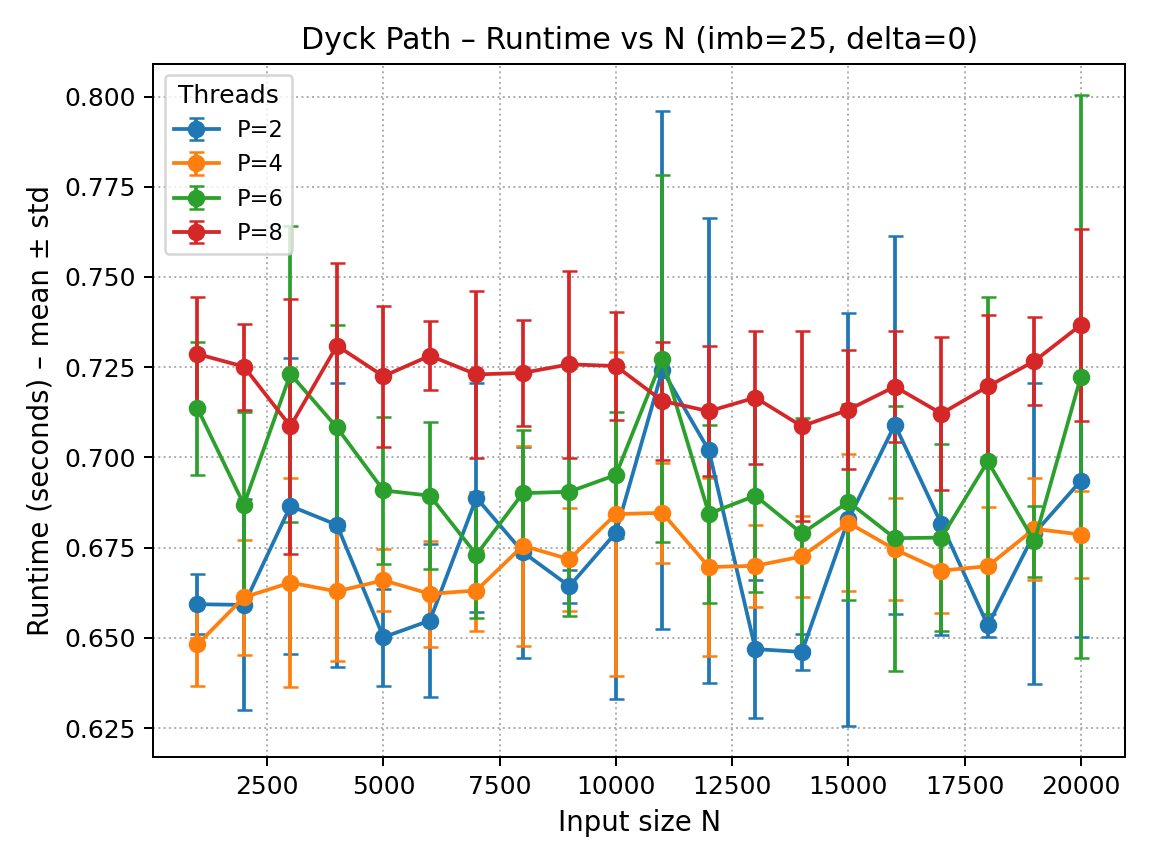 Dyck Path – Runtime vs N (imb=25, delta=0)
Threads
P=2
P=4
P=6
P=8
Runtime (seconds) – mean ± std
0.800
0.775
0.750
0.725
0.700
0.675
0.650
0.625
2500 5000 7500 10000 12500 15000 17500 20000
Input size N